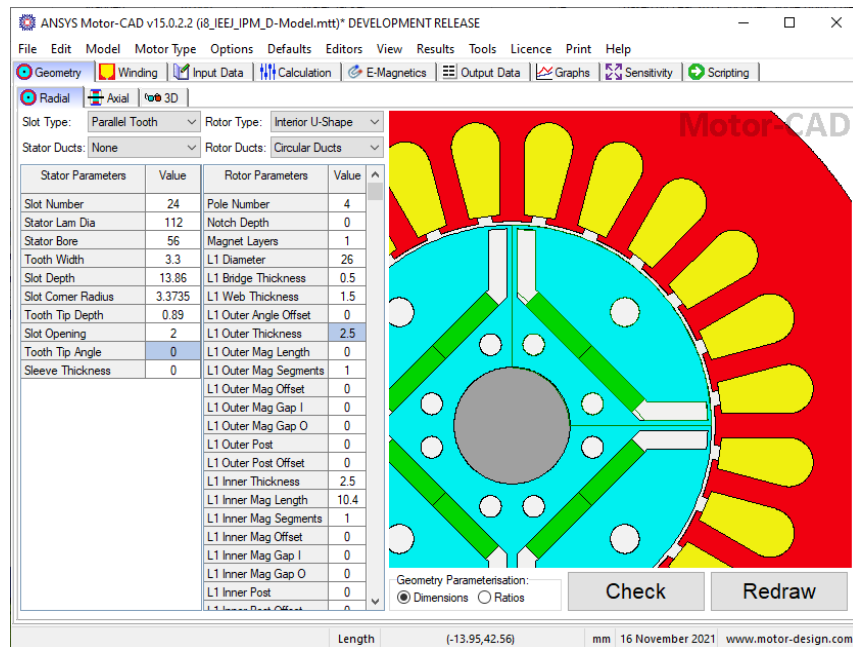 ANSYS Motor-CAD v15.0.2.2 (i8_IEEJ_IPM_D-Model.mtt)* DEVELOPMENT RELEASE
File Edit Model Motor Type Options Defaults Editors View Results Tools Licence Print Help
Geometry Winding Input Data Calculation E-Magnetics Output Data Graphs Sensitivity Scripting
Radial Axial 3D
Slot Type: Parallel Tooth Rotor Type: Interior U-Shape
Stator Ducts: None Rotor Ducts: Circular Ducts
Motor-CAD
Stator Parameters Value Rotor Parameters Value
Slot Number 24 Pole Number 4
Stator Lam Dia 112 Notch Depth 0
Stator Bore 56 Magnet Layers 1
Tooth Width 3.3 L1 Diameter 26
Slot Depth 13.86 L1 Bridge Thickness 0.5
Slot Corner Radius 3.3735 L1 Web Thickness 1.5
Tooth Tip Depth 0.89 L1 Outer Angle Offset 0
Slot Opening 2 L1 Outer Thickness 2.5
Tooth Tip Angle 0 L1 Outer Mag Length 0
Sleeve Thickness 0 L1 Outer Mag Segments 1
L1 Outer Mag Offset 0
L1 Outer Mag Gap I 0
L1 Outer Mag Gap O 0
L1 Outer Post 0
L1 Outer Post Offset 0
L1 Inner Thickness 2.5
L1 Inner Mag Length 10.4
L1 Inner Mag Segments 1
L1 Inner Mag Offset 0
L1 Inner Mag Gap I 0
L1 Inner Mag Gap O 0
L1 Inner Post 0
L1 Inner Post Offset 0
Geometry Parameterisation:
Dimensions Ratios
Check Redraw
Length (-13.95,42.56) mm 16 November 2021 www.motor-design.com